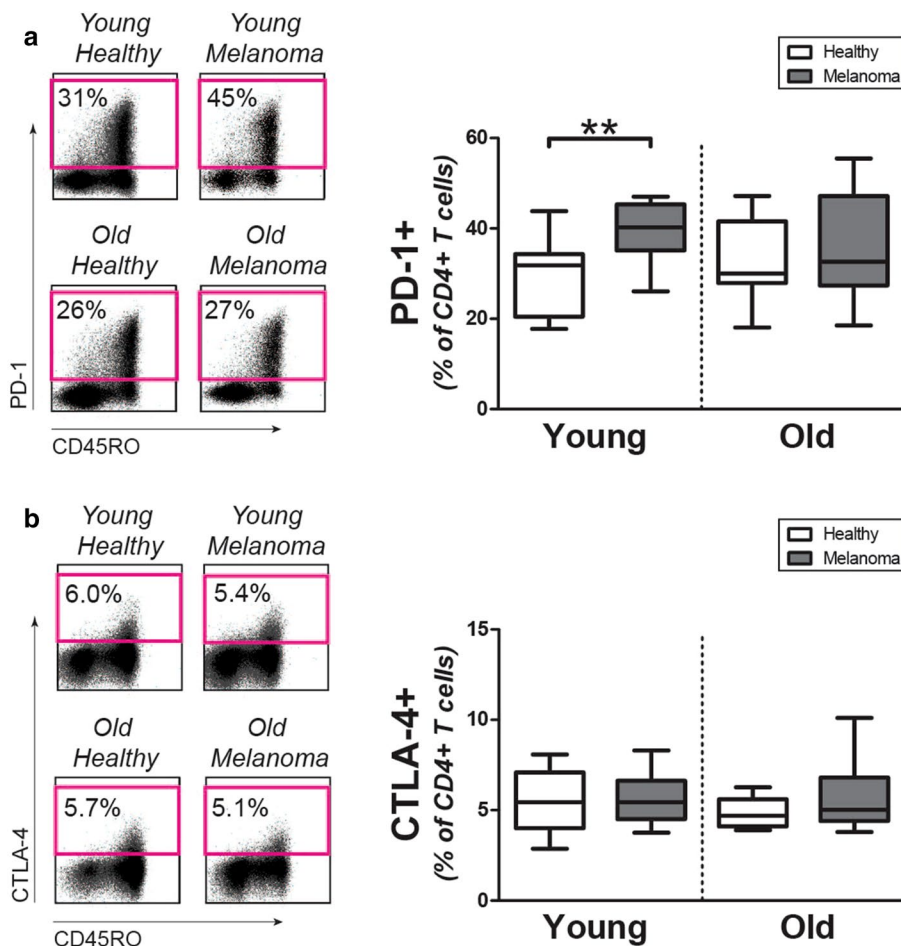 a
Young
Healthy
Young
Melanoma
31%
45%
Old
Healthy
Old
Melanoma
26%
27%
PD-1
CD45RO
Healthy
Melanoma
PD-1+
(% of CD4+ T cells)
60
40
20
0
**
Young
Old
b
Young
Healthy
Young
Melanoma
6.0%
5.4%
Old
Healthy
Old
Melanoma
5.7%
5.1%
CTLA-4
CD45RO
Healthy
Melanoma
CTLA-4+
(% of CD4+ T cells)
15
10
5
0
Young
Old